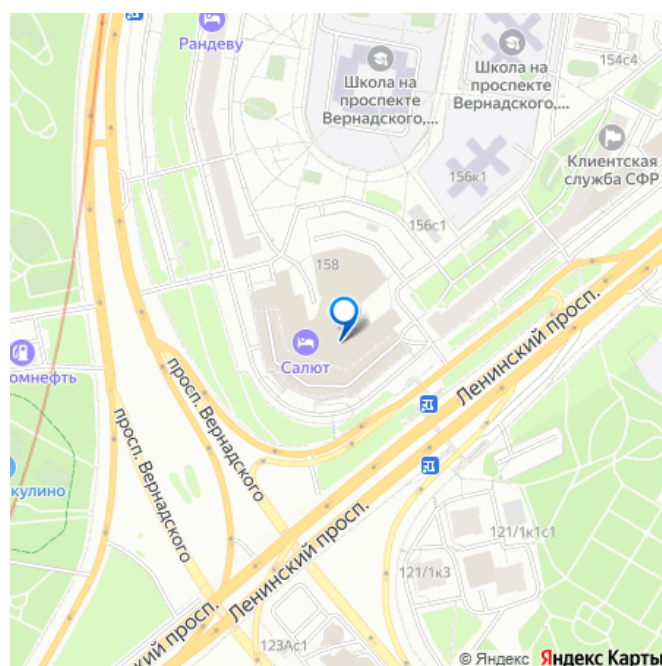 Рандеву
Школа на
проспекте
Вернадского,...
Школа на
проспекте
Вернадского,...
154с4
Клиентская
служба СФР
156к1
156с1
158
Салют
Ленинский просп.
омнефть
просп. Вернадского
просп. Вернадского
кулино
Ленинский просп.
121/1к1с1
121/1к3
123Ас1
ский просп.
© Яндекс Яндекс Карты